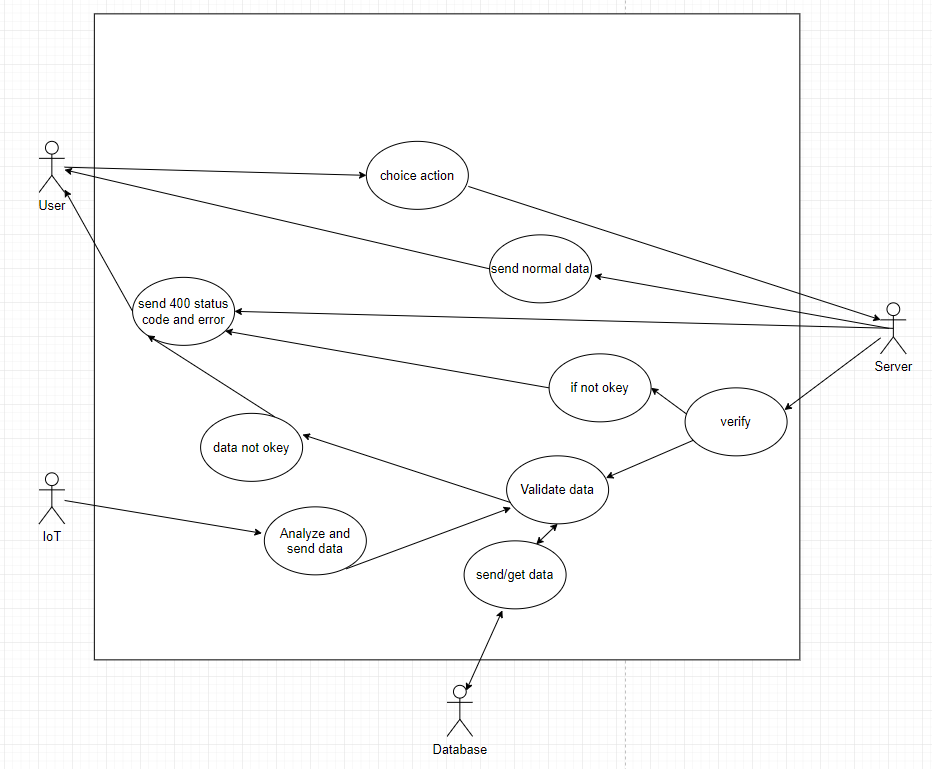 choice action
User
send normal data
send 400 status
code and error
Server
if not okey
verify
data not okey
Validate data
IoT
Analyze and
send data
send/get data
Database